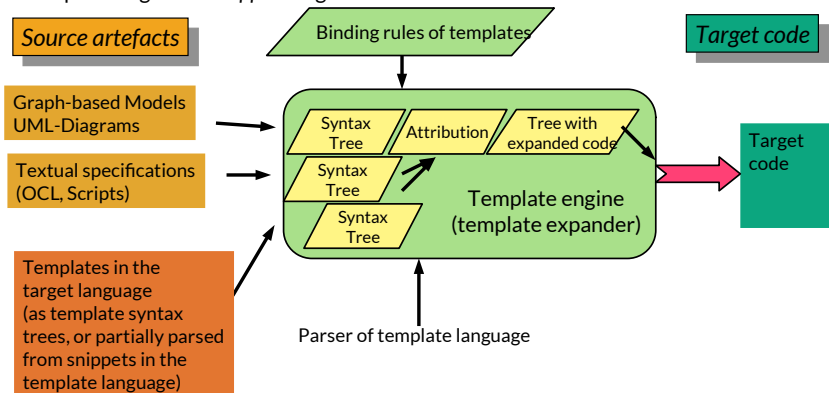 Source artefacts
Binding rules of templates
Target code
Graph-based Models
UML-Diagrams
Textual specifications
(OCL, Scripts)
Templates in the
target language
(as template syntax
trees, or partially parsed
from snippets in the
template language)
Syntax
Tree
Attribution
Tree with
expanded code
Syntax
Tree
Syntax
Tree
Template engine
(template expander)
Parser of template language
Target
code